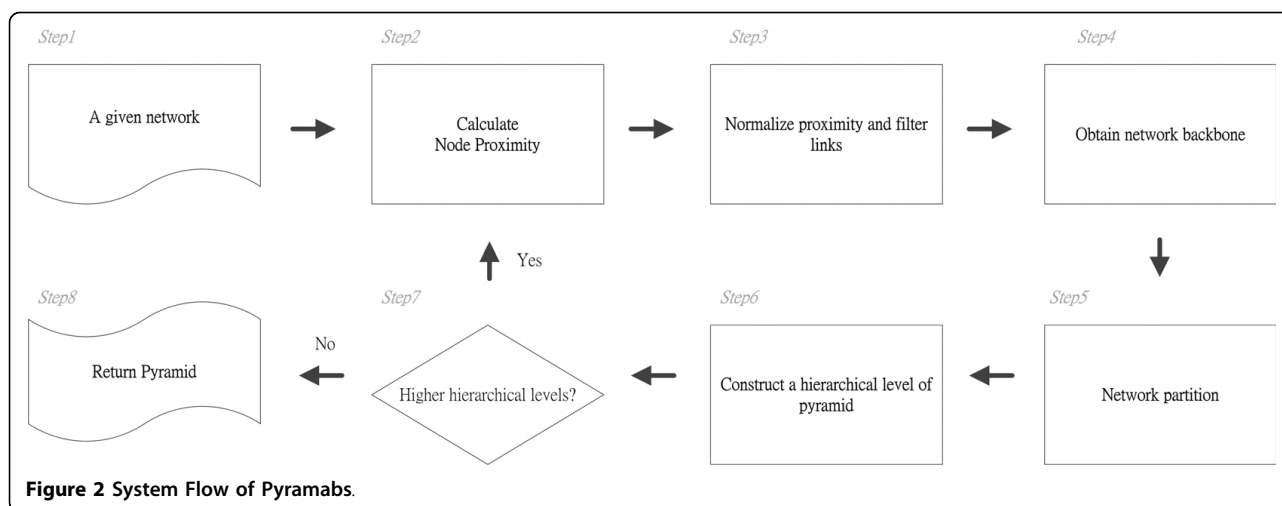 Step1
A given network
Step2
Calculate
Node Proximity
Step3
Normalize proximity and filter
links
Step4
Obtain network backbone
Step5
Network partition
Step6
Construct a hierarchical level of
pyramid
Step7
Higher hierarchical levels?
Yes
No
Step8
Return Pyramid
Figure 2 System Flow of Pyramabs.